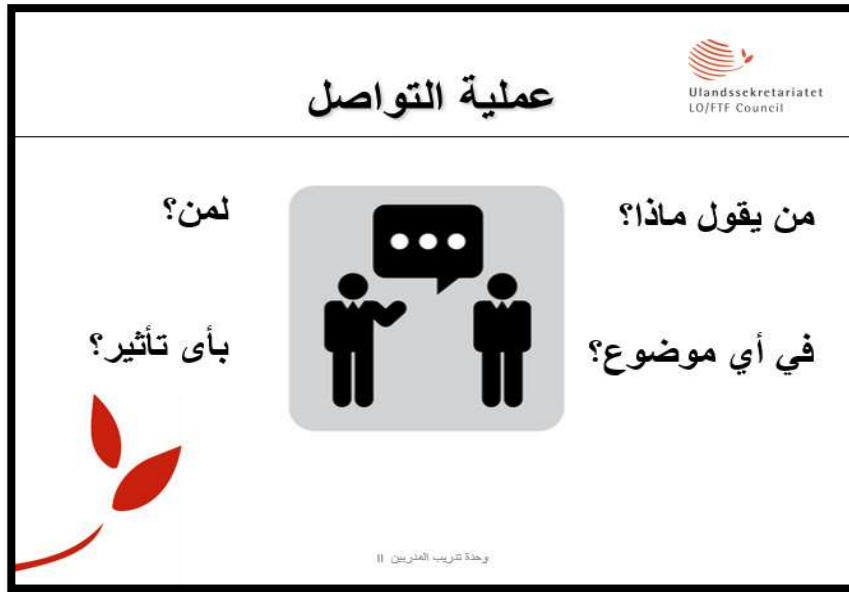 Ulandssekretariatet
LO/FTF Council
عملية التواصل
من يقول ماذا؟
لمن؟
في أي موضوع؟
بأى تأثير؟
وحدة تدريب المدربين II